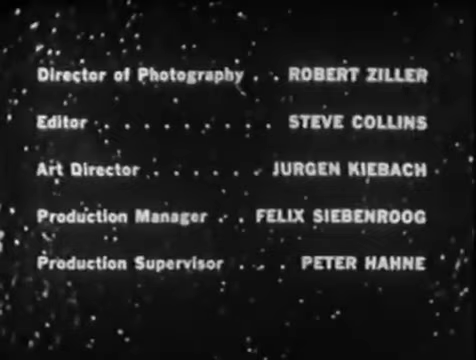 Director of Photography . . ROBERT ZILLER
Editor . . . . . . . . . STEVE COLLINS
Art Director . . . . . . JURGEN KIEBACH
Production Manager . . FELIX SIEBENROOG
Production Supervisor . . . PETER HAHNE